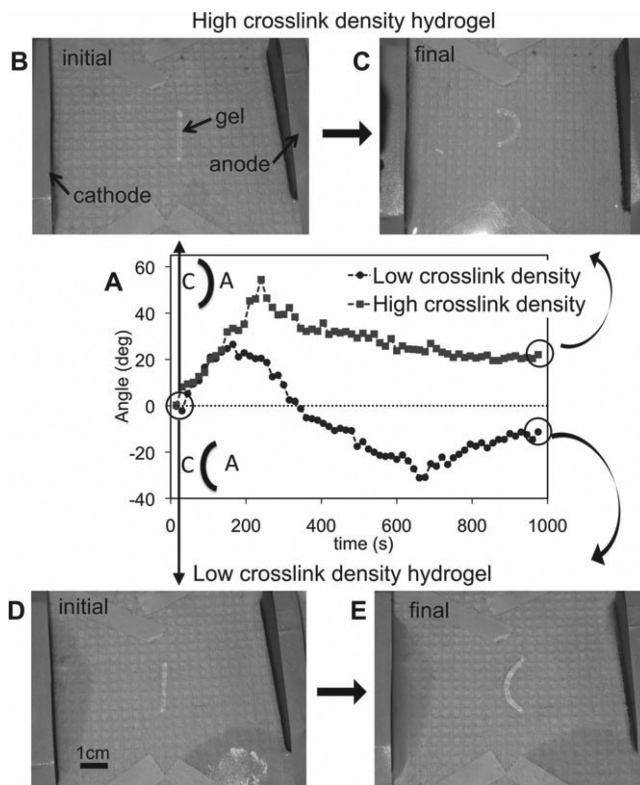 High crosslink density hydrogel
B
initial
gel
anode
cathode
C
final
A
60
40
20
0
-20
-40
Angle (deg)
C A
C A
Low crosslink density
High crosslink density
0 200 400 600 800 1000
time (s)
Low crosslink density hydrogel
D
initial
1cm
E
final